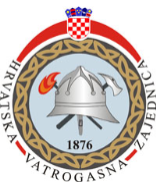 HRVATSKA VATROGASNA ZAJEDNICA
1876